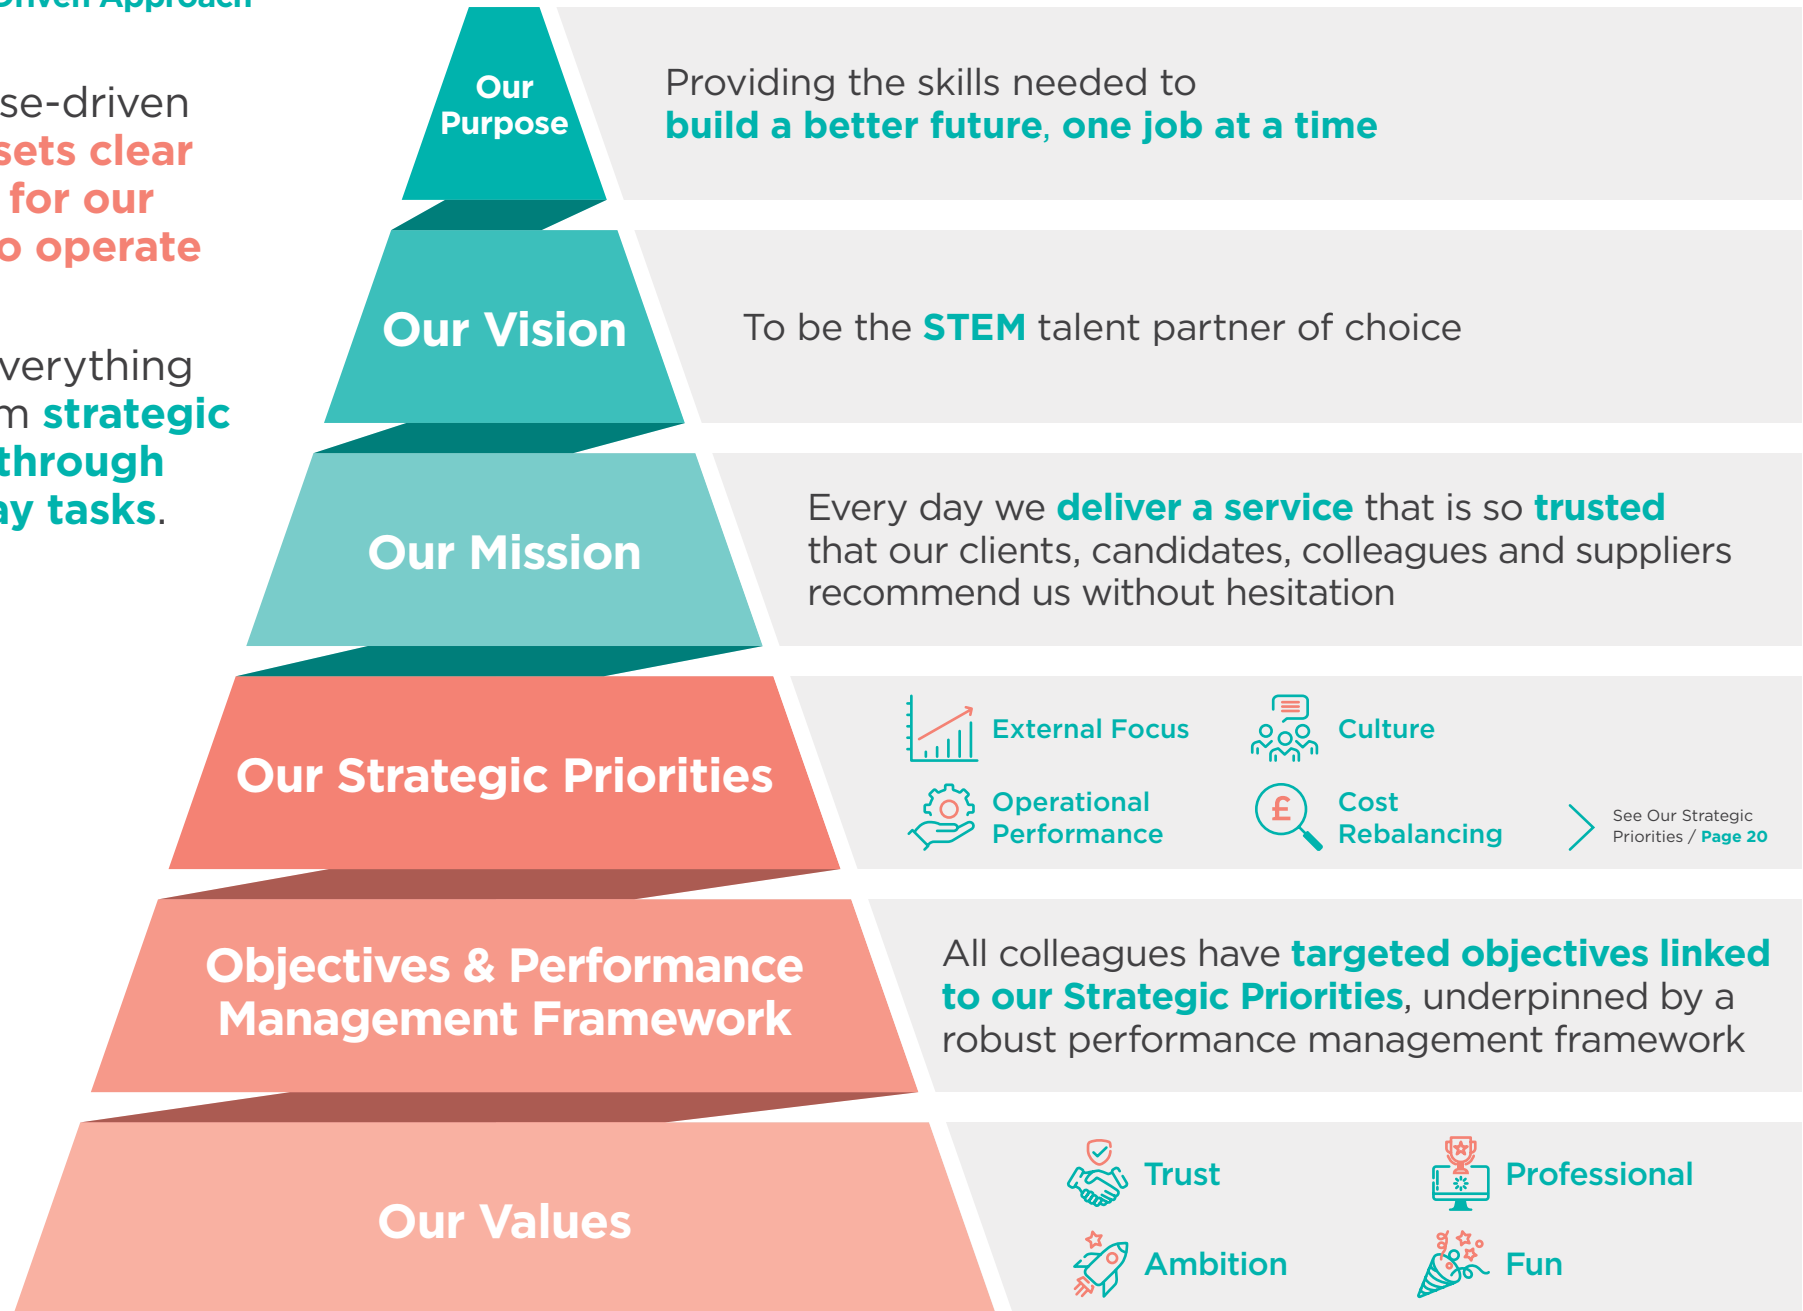 Driven Approach
se-driven
sets clear
for our
o operate
verything
m strategic
through
ay tasks.
Our
Purpose
Providing the skills needed to
build a better future, one job at a time
Our Vision
To be the STEM talent partner of choice
Our Mission
Every day we deliver a service that is so trusted
that our clients, candidates, colleagues and suppliers
recommend us without hesitation
Our Strategic Priorities
External Focus
Culture
Operational
Performance
£
Cost
Rebalancing
See Our Strategic
Priorities / Page 20
Objectives & Performance
Management Framework
All colleagues have targeted objectives linked
to our Strategic Priorities, underpinned by a
robust performance management framework
Our Values
Trust
Professional
Ambition
Fun